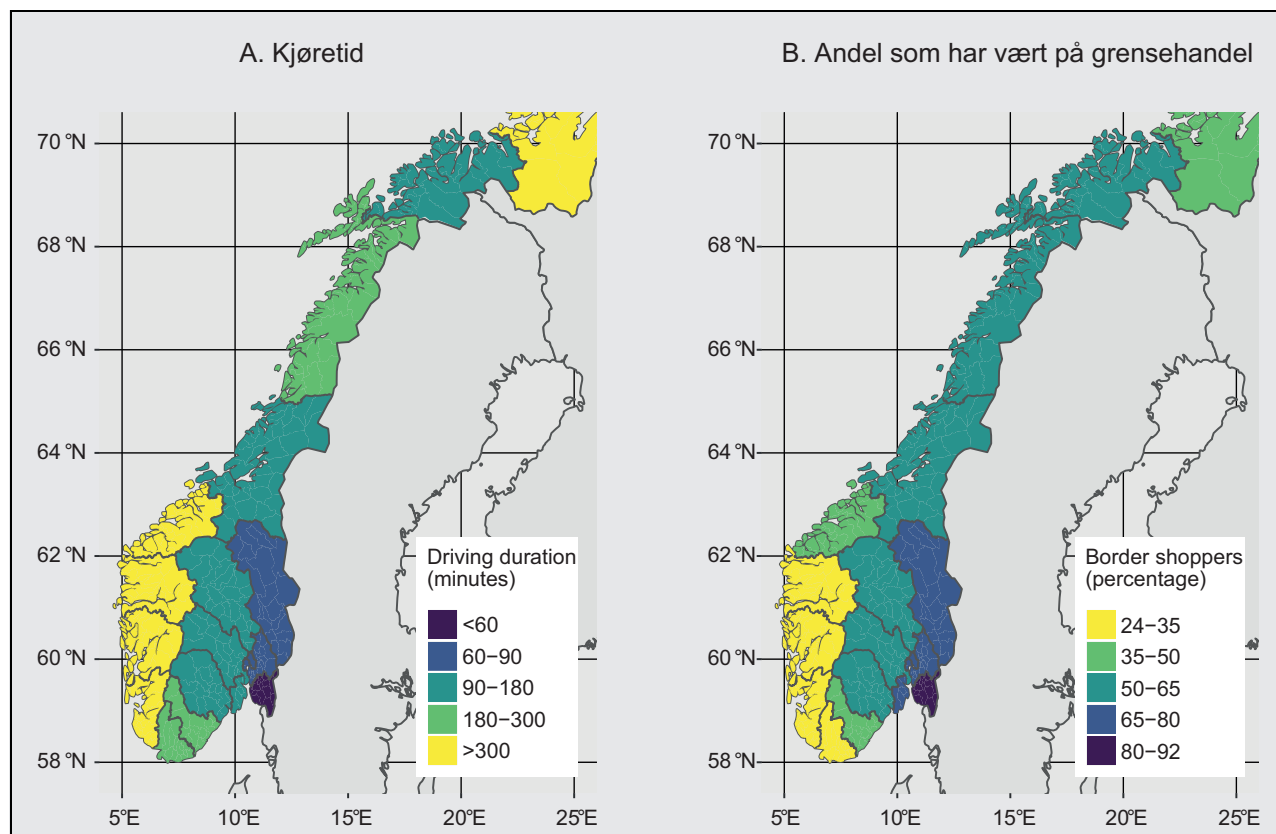 A. Kjøretid
70 °N
68 °N
66 °N
64 °N
62 °N
60 °N
58 °N
5°E
10°E
15°E
20°E
25°E
Driving duration
(minutes)
<60
60–90
90–180
180–300
>300
B. Andel som har vært på grensehandel
70 °N
68 °N
66 °N
64 °N
62 °N
60 °N
58 °N
5°E
10°E
15°E
20°E
25°E
Border shoppers
(percentage)
24–35
35–50
50–65
65–80
80–92